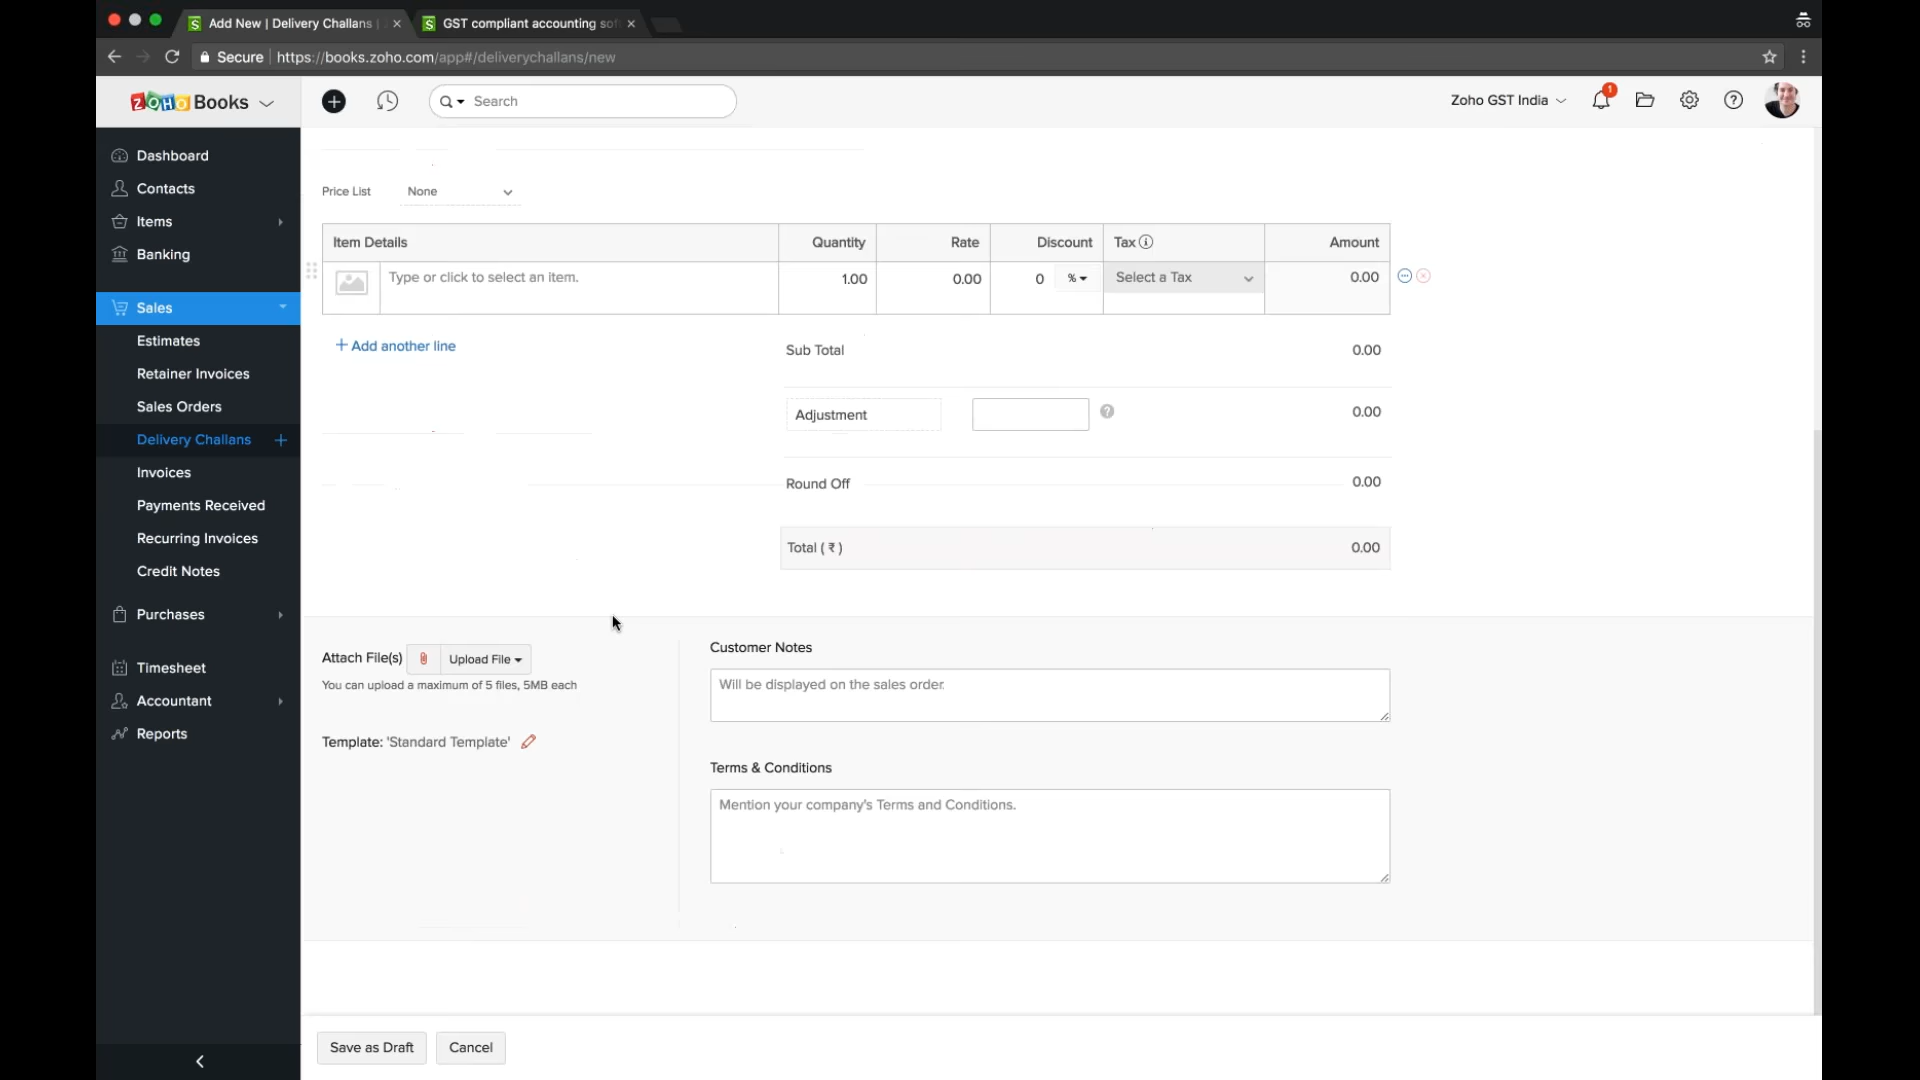 Add New | Delivery Challans |
GST compliant accounting sof
Secure | https://books.zoho.com/app#/deliverychallans/new
ZOHO Books
Search
Zoho GST India
1
Dashboard
Contacts
Items
Banking
Sales
Estimates
Retainer Invoices
Sales Orders
Delivery Challans +
Invoices
Payments Received
Recurring Invoices
Credit Notes
Purchases
Timesheet
Accountant
Reports
Price List None
Item Details Quantity Rate Discount Tax Amount
Type or click to select an item. 1.00 0.00 0 % Select a Tax 0.00
+ Add another line
Sub Total 0.00
Adjustment ? 0.00
Round Off 0.00
Total ( ₹ ) 0.00
Attach File(s) Upload File
You can upload a maximum of 5 files, 5MB each
Template: 'Standard Template'
Customer Notes
Will be displayed on the sales order.
Terms & Conditions
Mention your company's Terms and Conditions.
Save as Draft Cancel